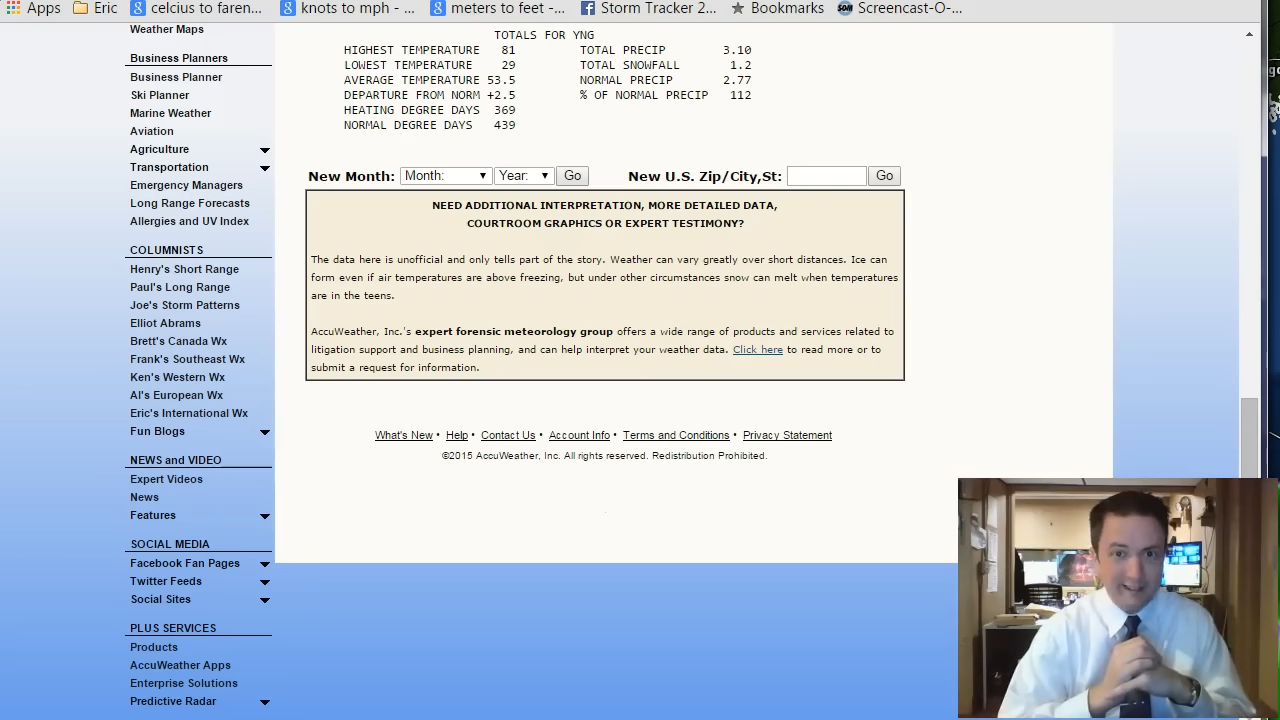 Apps Eric celcius to faren... knots to mph - ... meters to feet -... Storm Tracker 2... Bookmarks Screencast-O-...
Weather Maps
Business Planners
Business Planner
Ski Planner
Marine Weather
Aviation
Agriculture
Transportation
Emergency Managers
Long Range Forecasts
Allergies and UV Index
COLUMNISTS
Henry's Short Range
Paul's Long Range
Joe's Storm Patterns
Elliot Abrams
Brett's Canada Wx
Frank's Southeast Wx
Ken's Western Wx
Al's European Wx
Eric's International Wx
Fun Blogs
NEWS and VIDEO
Expert Videos
News
Features
SOCIAL MEDIA
Facebook Fan Pages
Twitter Feeds
Social Sites
PLUS SERVICES
Products
AccuWeather Apps
Enterprise Solutions
Predictive Radar
TOTALS FOR YNG
HIGHEST TEMPERATURE 81 TOTAL PRECIP 3.10
LOWEST TEMPERATURE 29 TOTAL SNOWFALL 1.2
AVERAGE TEMPERATURE 53.5 NORMAL PRECIP 2.77
DEPARTURE FROM NORM +2.5 % OF NORMAL PRECIP 112
HEATING DEGREE DAYS 369
NORMAL DEGREE DAYS 439
New Month: Month: Year: Go New U.S. Zip/City,St: Go
NEED ADDITIONAL INTERPRETATION, MORE DETAILED DATA,
COURTROOM GRAPHICS OR EXPERT TESTIMONY?
The data here is unofficial and only tells part of the story. Weather can vary greatly over short distances. Ice can
form even if air temperatures are above freezing, but under other circumstances snow can melt when temperatures
are in the teens.
AccuWeather, Inc.'s expert forensic meteorology group offers a wide range of products and services related to
litigation support and business planning, and can help interpret your weather data. Click here to read more or to
submit a request for information.
What's New • Help • Contact Us • Account Info • Terms and Conditions • Privacy Statement
©2015 AccuWeather, Inc. All rights reserved. Redistribution Prohibited.